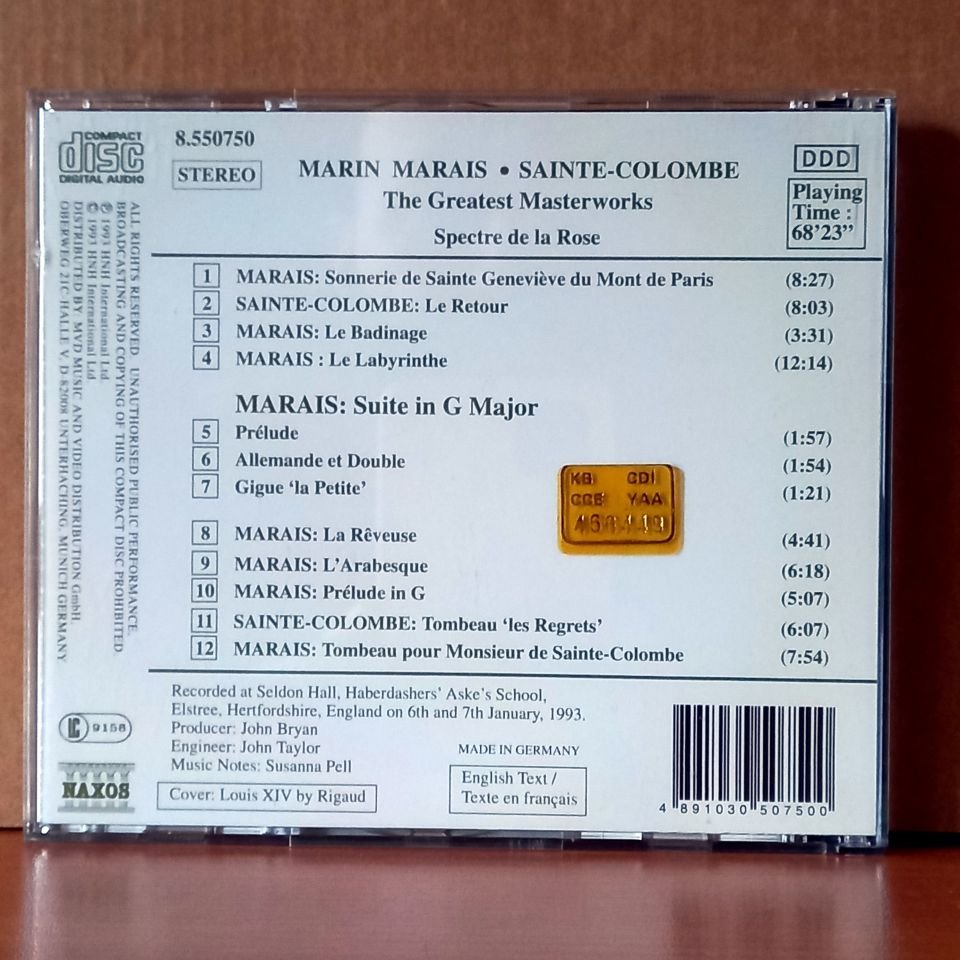 COMPACT
disc
DIGITAL AUDIO
8.550750
STEREO
MARIN MARAIS • SAINTE-COLOMBE
The Greatest Masterworks
Spectre de la Rose
DDD
Playing
Time :
68'23"
1 MARAIS: Sonnerie de Sainte Geneviève du Mont de Paris (8:27)
2 SAINTE-COLOMBE: Le Retour (8:03)
3 MARAIS: Le Badinage (3:31)
4 MARAIS : Le Labyrinthe (12:14)
MARAIS: Suite in G Major
5 Prélude (1:57)
6 Allemande et Double (1:54)
7 Gigue ‘la Petite’ (1:21)
8 MARAIS: La Rêveuse (4:41)
9 MARAIS: L’Arabesque (6:18)
10 MARAIS: Prélude in G (5:07)
11 SAINTE-COLOMBE: Tombeau ‘les Regrets’ (6:07)
12 MARAIS: Tombeau pour Monsieur de Sainte-Colombe (7:54)
KB CDI
CCB YAA
Recorded at Seldon Hall, Haberdashers’ Aske’s School,
Elstree, Hertfordshire, England on 6th and 7th January, 1993.
Producer: John Bryan
Engineer: John Taylor
Music Notes: Susanna Pell
Cover: Louis XIV by Rigaud
MADE IN GERMANY
English Text /
Texte en français
4 891030 507500
LC 9158
NAXOS
ALL RIGHTS RESERVED. UNAUTHORISED PUBLIC PERFORMANCE,
BROADCASTING AND COPYING OF THIS COMPACT DISC PROHIBITED.
℗ 1993 HNH International Ltd.
© 1993 HNH International Ltd.
DISTRIBUTED BY: MVD MUSIC AND VIDEO DISTRIBUTION GmbH,
OBERWEG 21C-HALLE V, D-82008 UNTERHACHING, MUNICH GERMANY